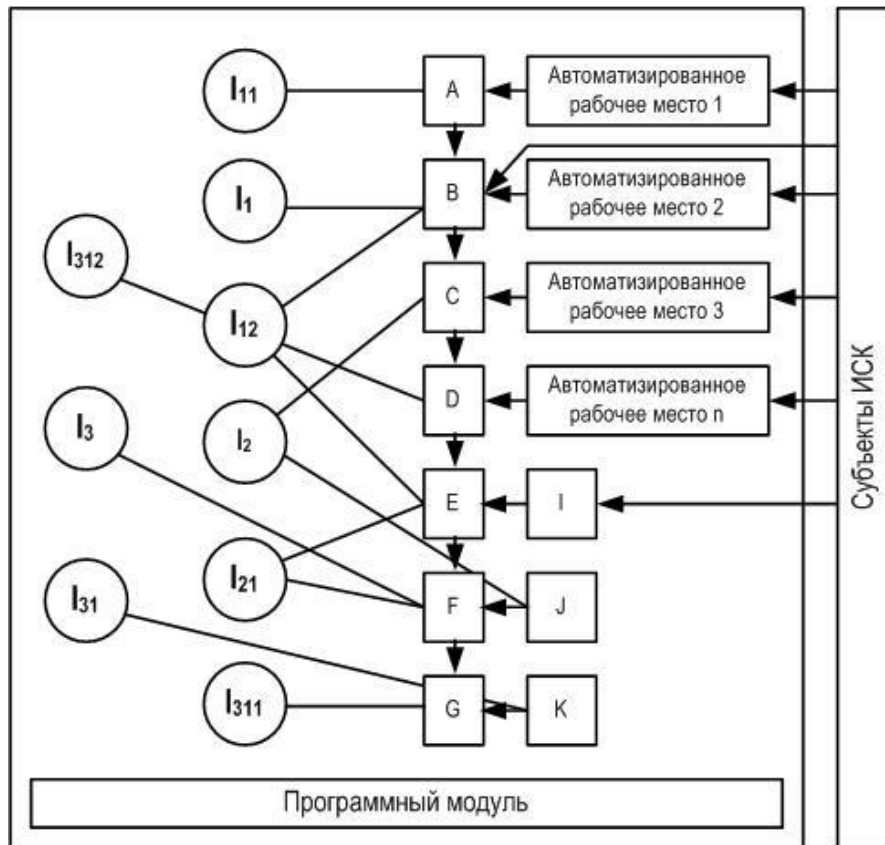 I11
A
Автоматизированное
рабочее место 1
I1
B
Автоматизированное
рабочее место 2
I312
I12
C
Автоматизированное
рабочее место 3
I3
I2
D
Автоматизированное
рабочее место n
E
I
I21
I31
F
J
I311
G
K
Программный модуль
Субъекты ИСК